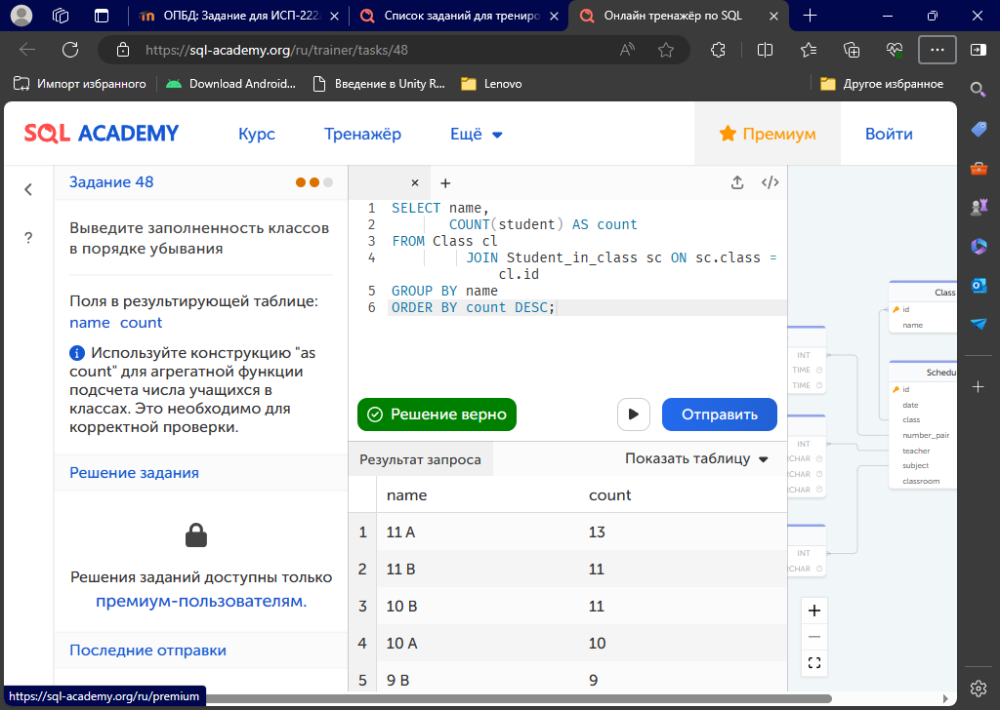 ОПБД: Задание для ИСП-222
Список заданий для трениро
Онлайн тренажёр по SQL
https://sql-academy.org/ru/trainer/tasks/48
Импорт избранного
Download Android...
Введение в Unity R...
Lenovo
Другое избранное
SQL ACADEMY
Курс
Тренажёр
Ещё
Премиум
Войти
Задание 48
?
Выведите заполненность классов
в порядке убывания
Поля в результирующей таблице:
name count
Используйте конструкцию "as
count" для агрегатной функции
подсчета числа учащихся в
классах. Это необходимо для
корректной проверки.
Решение задания
Решения заданий доступны только
премиум-пользователям.
Последние отправки
https://sql-academy.org/ru/premium
1 SELECT name,
2 COUNT(student) AS count
3 FROM Class cl
4 JOIN Student_in_class sc ON sc.class =
cl.id
5 GROUP BY name
6 ORDER BY count DESC;
Решение верно
Отправить
Результат запроса
Показать таблицу
name count
1 11 A 13
2 11 B 11
3 10 B 11
4 10 A 10
5 9 B 9
INT
TIME
TIME
INT
RCHAR
RCHAR
RCHAR
INT
RCHAR
Class
id
name
Schedu
id
date
class
number_pair
teacher
subject
classroom